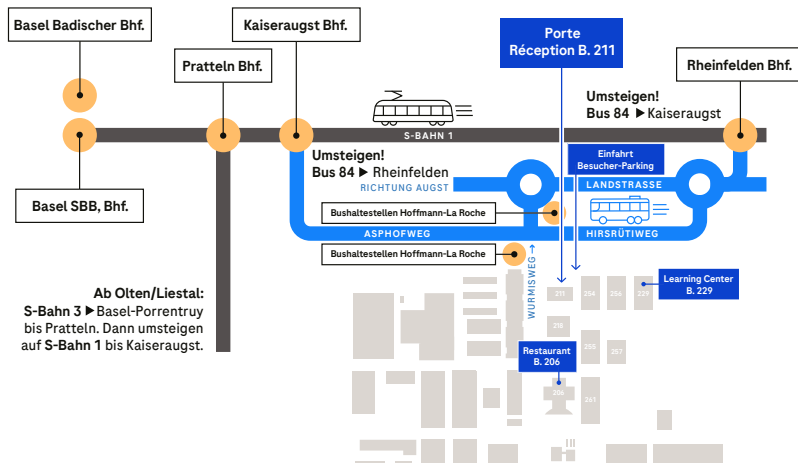 Basel Badischer Bhf.
Kaiseraugst Bhf.
Porte
Réception B. 211
Pratteln Bhf.
Rheinfelden Bhf.
Umsteigen!
Bus 84 ▶ Kaiseraugst
S-BAHN 1
Umsteigen!
Bus 84 ▶ Rheinfelden
RICHTUNG AUGST
Einfahrt
Besucher-Parking
LANDSTRASSE
Basel SBB, Bhf.
Bushaltestellen Hoffmann-La Roche
ASPHOFWEG
HIRSRÜTIWEG
Bushaltestellen Hoffmann-La Roche
WURMISWEG →
Ab Olten/Liestal:
S-Bahn 3 ▶ Basel-Porrentruy
bis Pratteln. Dann umsteigen
auf S-Bahn 1 bis Kaiseraugst.
Learning Center
B. 229
211
254
256
229
Restaurant
B. 206
255
257
206
261